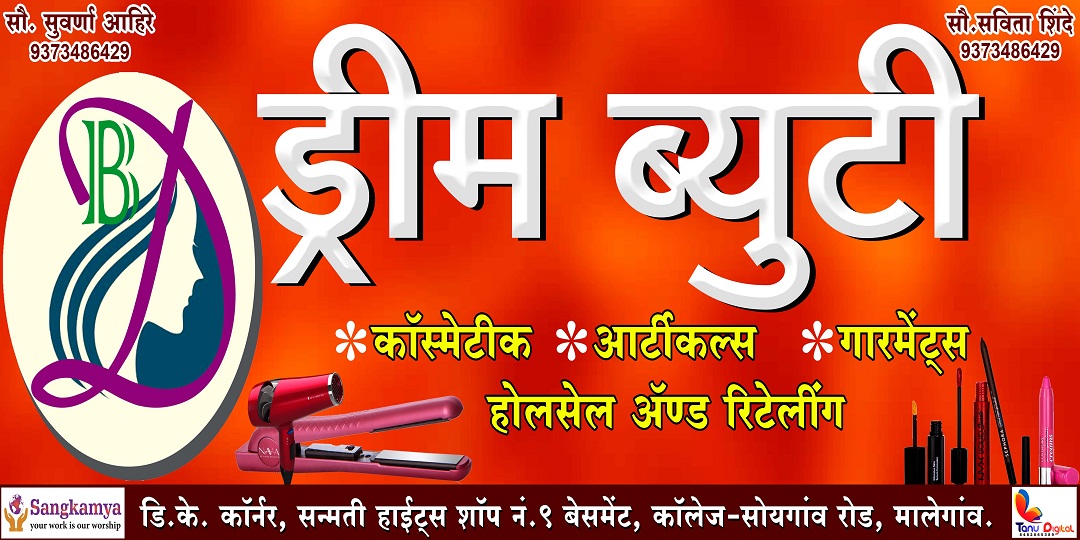 सौ. सुवर्णा आहिरे
9373486429
सौ.सविता शिंदे
9373486429
DB
ड्रीम ब्युटी
*कॉस्मेटीक *आर्टीकल्स *गारमेंट्स
होलसेल ॲण्ड रिटेलींग
Sangkamya
your work is our worship
डि.के. कॉर्नर, सन्मती हाईट्स शॉप नं.९ बेसमेंट, कॉलेज-सोयगांव रोड, मालेगांव.
Tanu Digital